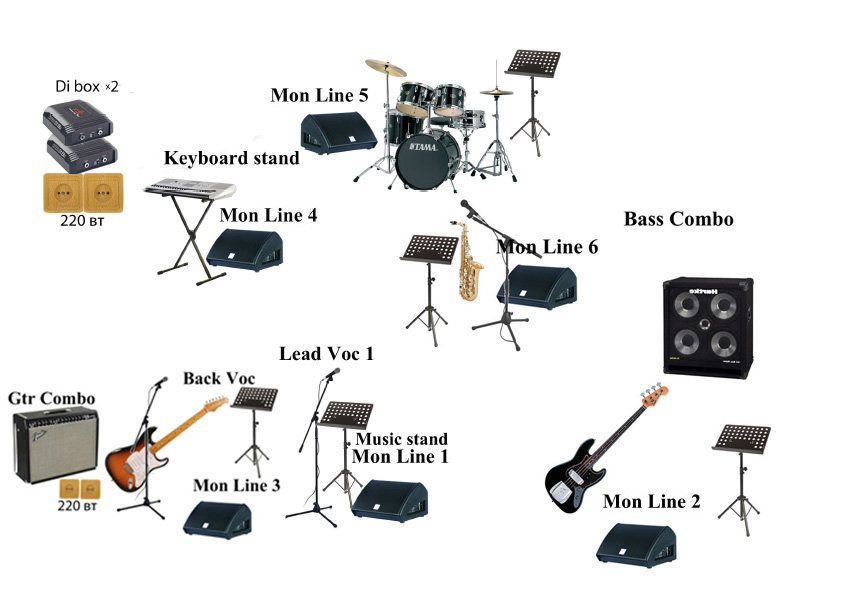 Di box ×2
220 вт
Keyboard stand
Mon Line 4
Mon Line 5
TAMA
Mon Line 6
Bass Combo
Hartke
Gtr Combo
220 вт
Back Voc
Mon Line 3
Lead Voc 1
Music stand
Mon Line 1
Mon Line 2